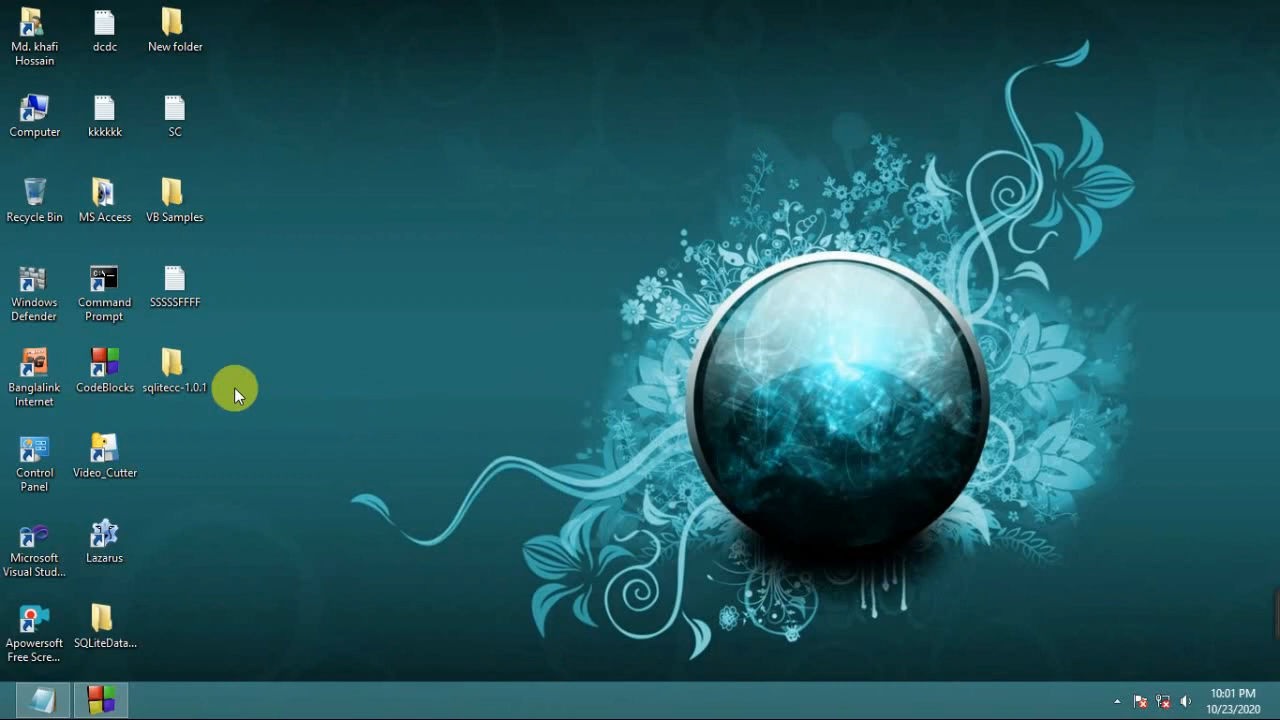 Md. khafi
Hossain
dcdc
New folder
Computer
kkkkkk
SC
Recycle Bin
MS Access
VB Samples
Windows
Defender
Command
Prompt
SSSSSFFFF
Banglalink
Internet
CodeBlocks
sqlitecc-1.0.1
Control
Panel
Video_Cutter
Microsoft
Visual Stud...
Lazarus
Apowersoft
Free Scre...
SQLiteData...
10:01 PM
10/23/2020